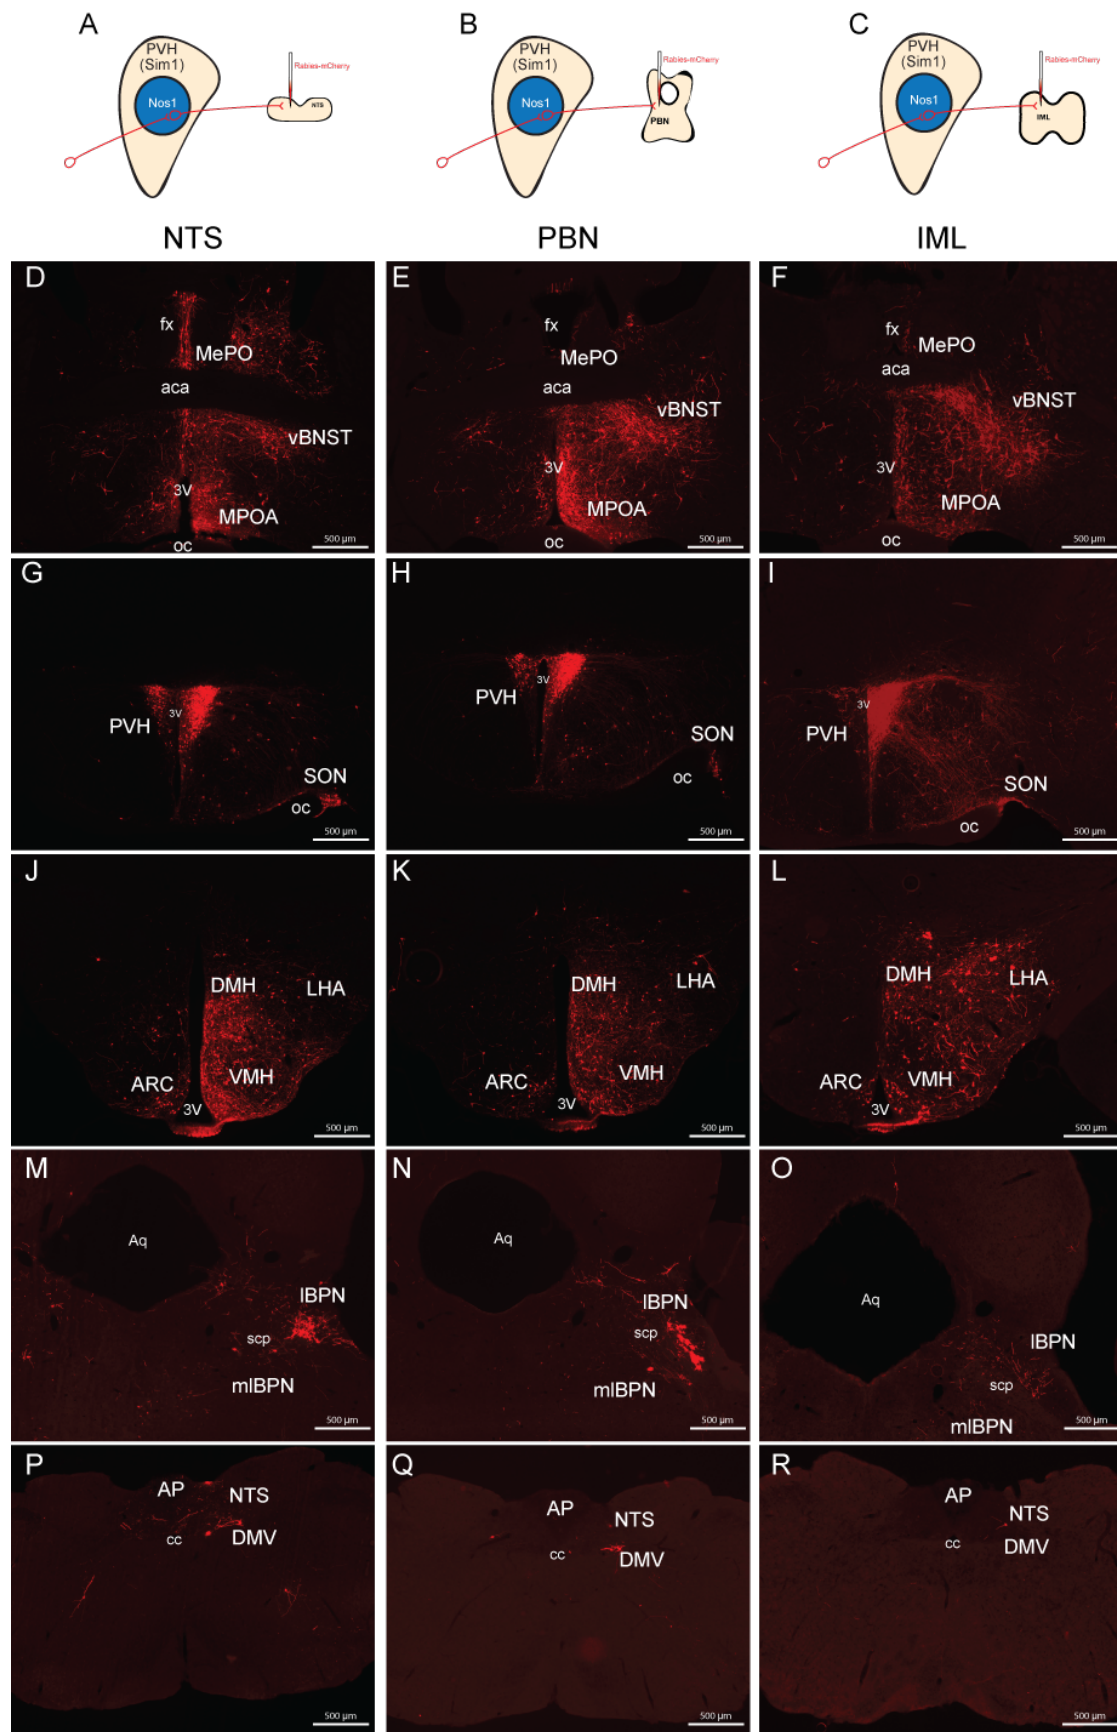 A
PVH
(Sim1)
Nos1
Rabies-mCherry
NTS
B
PVH
(Sim1)
Nos1
Rabies-mCherry
PBN
C
PVH
(Sim1)
Nos1
Rabies-mCherry
IML
NTS
PBN
IML
D
fx
MePO
aca
vBNST
3V
MPOA
oc
500 µm
E
fx
MePO
aca
vBNST
3V
MPOA
oc
500 µm
F
fx
MePO
aca
vBNST
3V
MPOA
oc
500 µm
G
3V
PVH
SON
oc
500 µm
H
3V
PVH
SON
oc
500 µm
I
3V
PVH
SON
oc
500 µm
J
DMH
LHA
ARC
VMH
3V
500 µm
K
DMH
LHA
ARC
VMH
3V
500 µm
L
DMH
LHA
ARC
VMH
3V
500 µm
M
Aq
lBPN
scp
mlBPN
500 µm
N
Aq
lBPN
scp
mlBPN
500 µm
O
Aq
lBPN
scp
mlBPN
500 µm
P
AP
NTS
cc
DMV
500 µm
Q
AP
NTS
cc
DMV
500 µm
R
AP
NTS
cc
DMV
500 µm